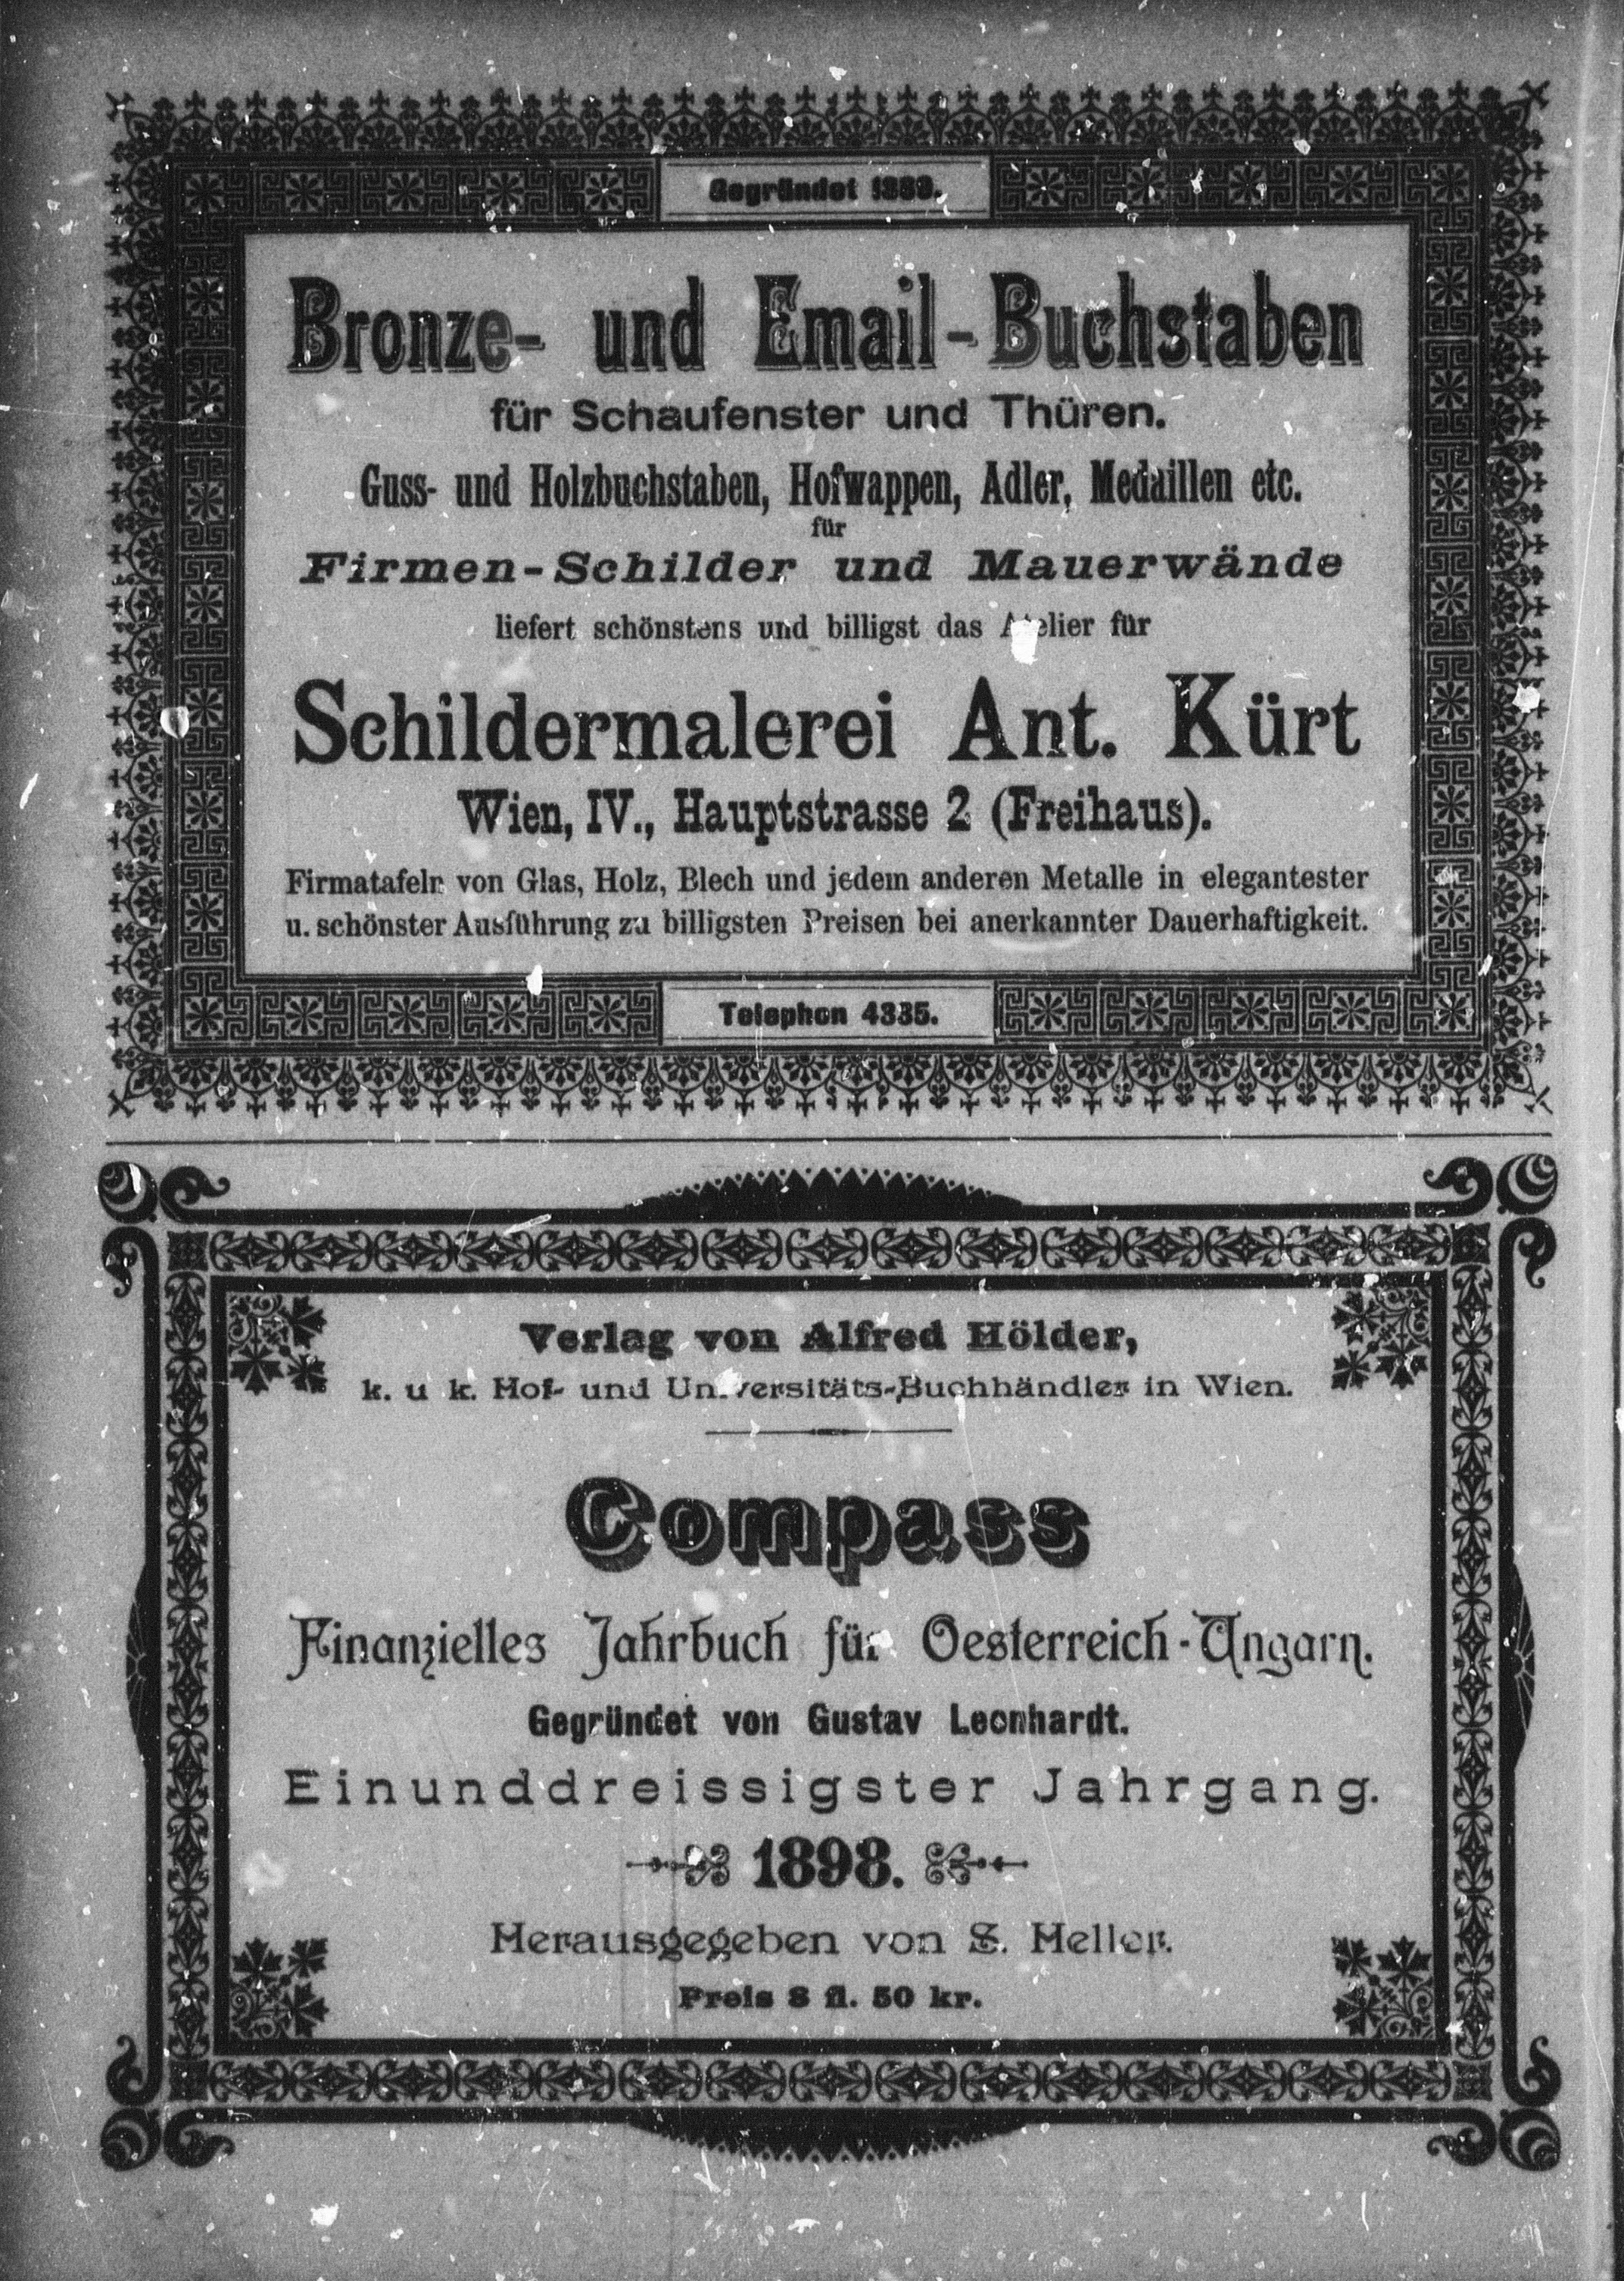 Gegründet
Bronze- und Email-Buchstaben
für Schaufenster und Thüren.
Guss- und Holzbuchstaben, Hofwappen, Adler, Medaillen etc.
für
Firmen-Schilder und Mauerwände
liefert schönstens und billigst das Atelier für
Schildermalerei Ant. Kürt
Wien, IV., Hauptstrasse 2 (Freihaus).
Firmatafeln von Glas, Holz, Blech und jedem anderen Metalle in elegantester
u. schönster Ausführung zu billigsten Preisen bei anerkannter Dauerhaftigkeit.
Telephon 4335.
Verlag von Alfred Hölder,
k. u k. Hof- und Universitäts-Buchhändler in Wien.
Compass
Finanzielles Jahrbuch für Oesterreich-Ungarn.
Gegründet von Gustav Leonhardt.
Einunddreissigster Jahrgang.
1898.
Herausgegeben von S. Heller.
Preis 8 fl. 50 kr.